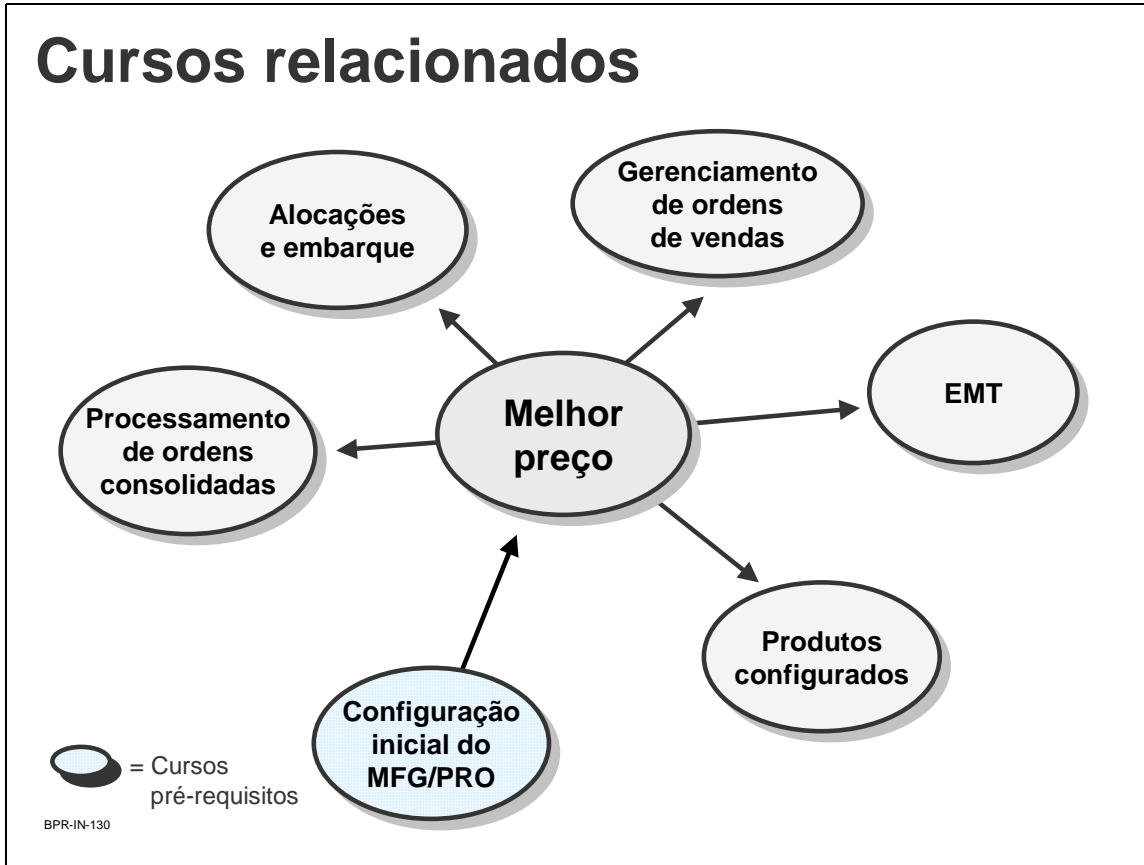 Cursos relacionados
Alocações
e embarque
Gerenciamento
de ordens
de vendas
Processamento
de ordens
consolidadas
Melhor
preço
EMT
Produtos
configurados
Configuração
inicial do
MFG/PRO
= Cursos
pré-requisitos
BPR-IN-130